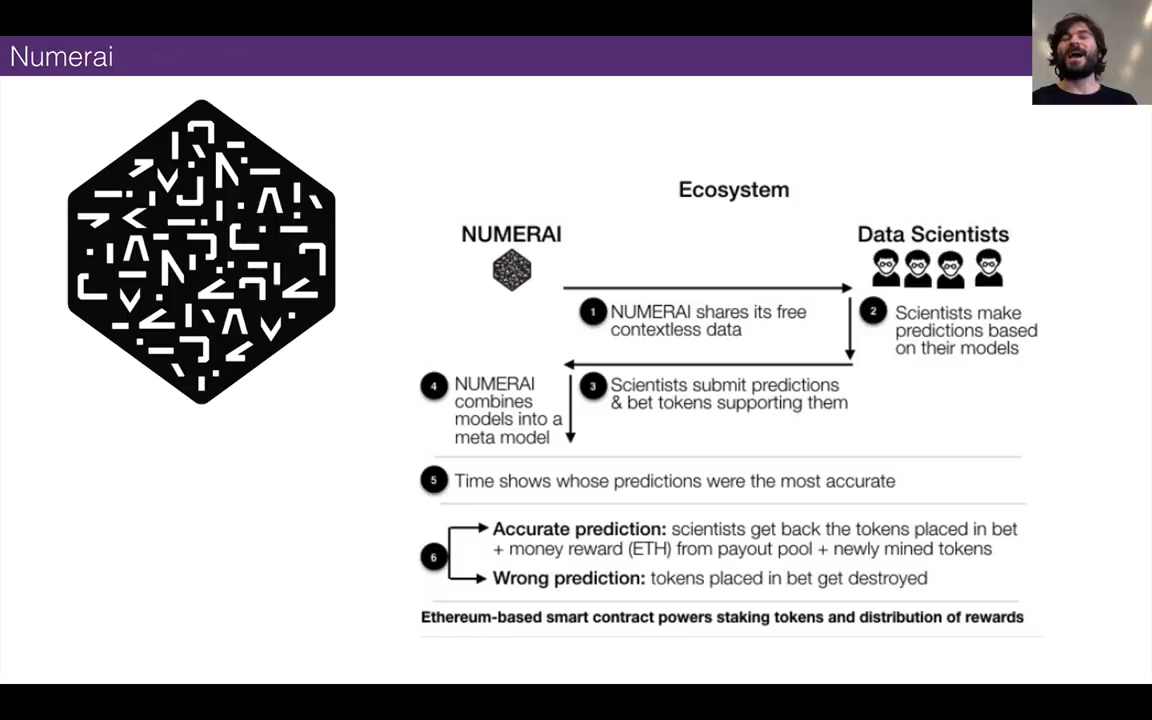 Numerai
Ecosystem
NUMERAI
Data Scientists
1
NUMERAI shares its free
contextless data
2
Scientists make
predictions based
on their models
3
Scientists submit predictions
& bet tokens supporting them
4
NUMERAI
combines
models into a
meta model
5
Time shows whose predictions were the most accurate
6
Accurate prediction: scientists get back the tokens placed in bet
+ money reward (ETH) from payout pool + newly mined tokens
Wrong prediction: tokens placed in bet get destroyed
Ethereum-based smart contract powers staking tokens and distribution of rewards